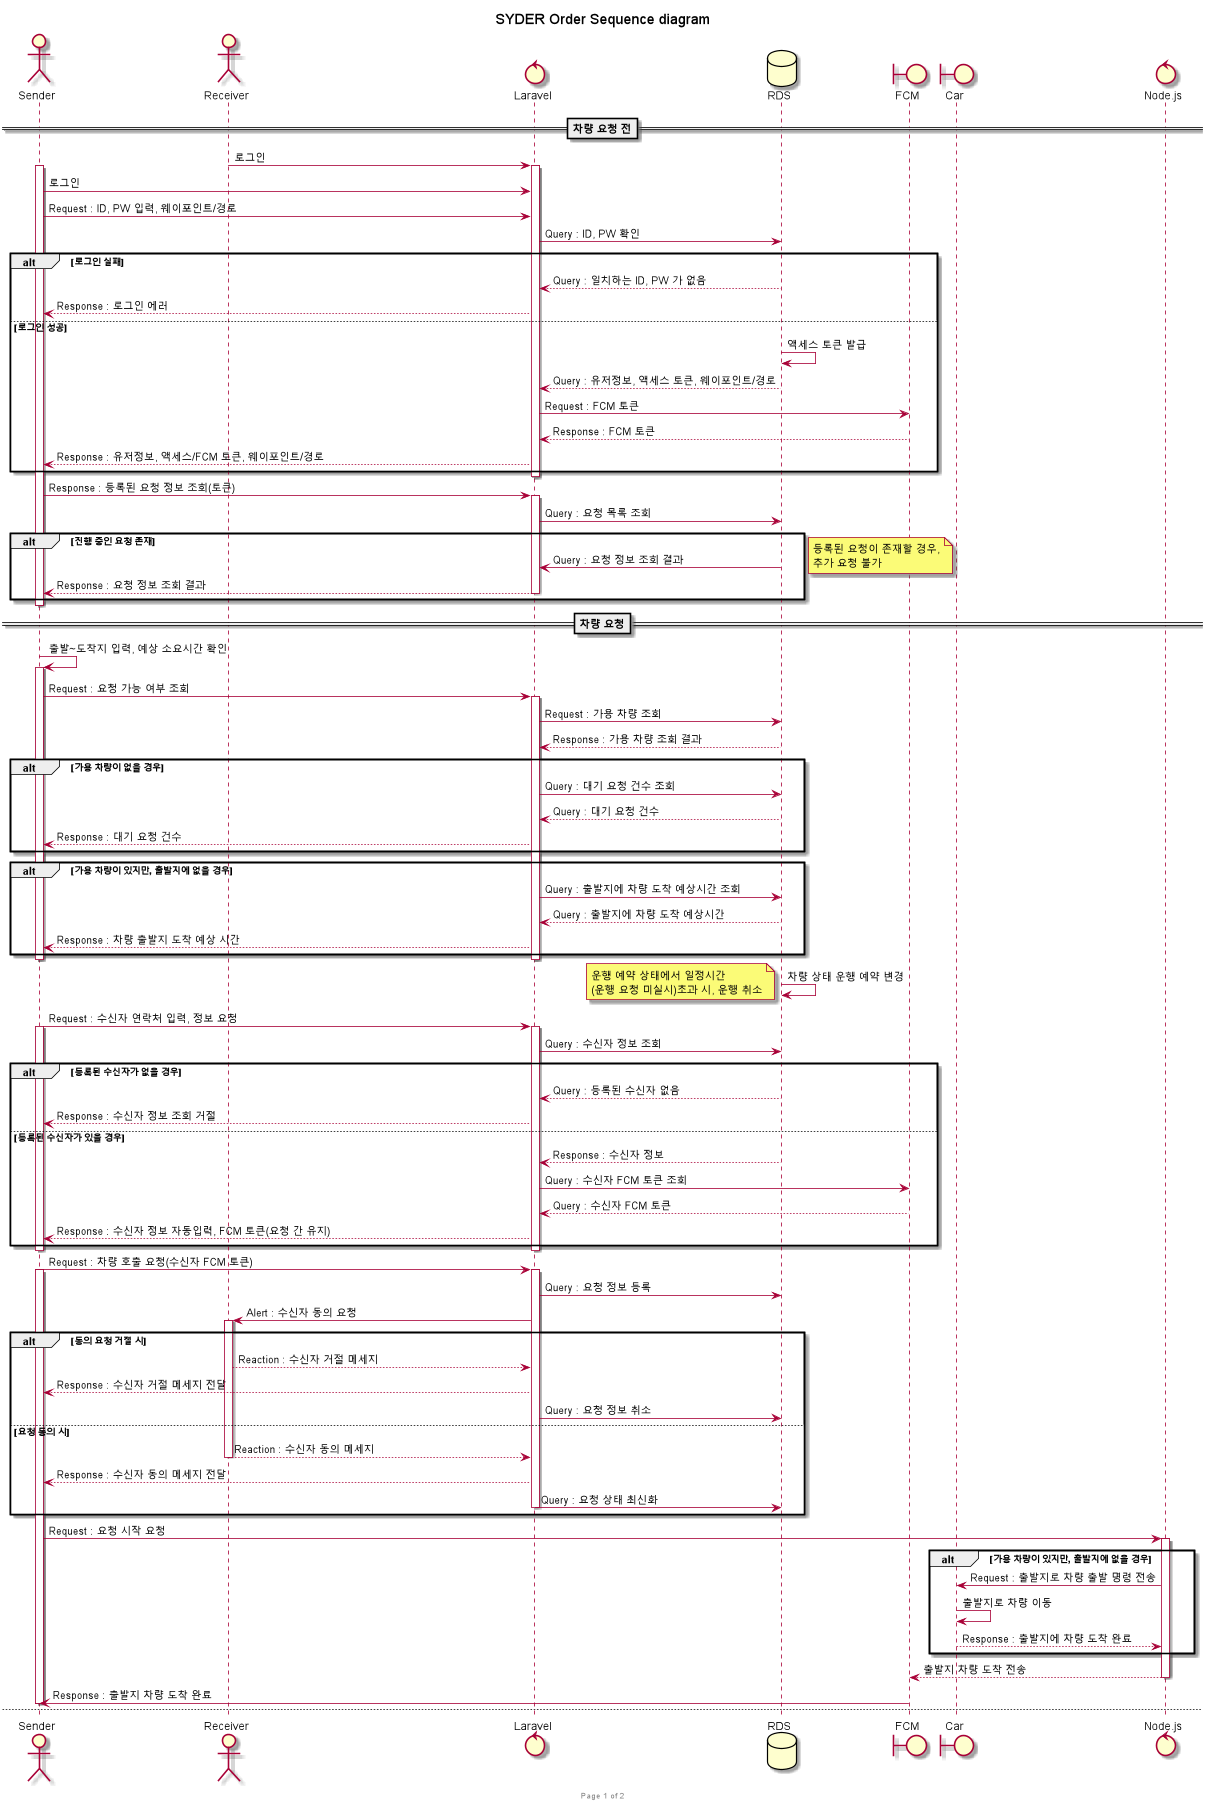 SYDER Order Sequence diagram
Sender
Receiver
Laravel
RDS
FCM
Car
Node.js
차량 요청 전
로그인
로그인
Request : ID, PW 입력, 웨이포인트/경로
Query : ID, PW 확인
alt
[로그인 실패]
Query : 일치하는 ID, PW 가 없음
Response : 로그인 에러
[로그인 성공]
액세스 토큰 발급
Query : 유저정보, 액세스 토큰, 웨이포인트/경로
Request : FCM 토큰
Response : FCM 토큰
Response : 유저정보, 액세스/FCM 토큰, 웨이포인트/경로
Response : 등록된 요청 정보 조회(토큰)
Query : 요청 목록 조회
alt
[진행 중인 요청 존재]
등록된 요청이 존재할 경우,
추가 요청 불가
Query : 요청 정보 조회 결과
Response : 요청 정보 조회 결과
차량 요청
출발~도착지 입력, 예상 소요시간 확인
Request : 요청 가능 여부 조회
Request : 가용 차량 조회
Response : 가용 차량 조회 결과
alt
[가용 차량이 없을 경우]
Query : 대기 요청 건수 조회
Query : 대기 요청 건수
Response : 대기 요청 건수
alt
[가용 차량이 있지만, 출발지에 없을 경우]
Query : 출발지에 차량 도착 예상시간 조회
Query : 출발지에 차량 도착 예상시간
Response : 차량 출발지 도착 예상 시간
운행 예약 상태에서 일정시간
(운행 요청 미실시)초과 시, 운행 취소
차량 상태 운행 예약 변경
Request : 수신자 연락처 입력, 정보 요청
Query : 수신자 정보 조회
alt
[등록된 수신자가 없을 경우]
Query : 등록된 수신자 없음
Response : 수신자 정보 조회 거절
[등록된 수신자가 있을 경우]
Response : 수신자 정보
Query : 수신자 FCM 토큰 조회
Query : 수신자 FCM 토큰
Response : 수신자 정보 자동입력, FCM 토큰(요청 간 유지)
Request : 차량 호출 요청(수신자 FCM 토큰)
Query : 요청 정보 등록
Alert : 수신자 동의 요청
alt
[동의 요청 거절 시]
Reaction : 수신자 거절 메세지
Response : 수신자 거절 메세지 전달
Query : 요청 정보 취소
[요청 동의 시]
Reaction : 수신자 동의 메세지
Response : 수신자 동의 메세지 전달
Query : 요청 상태 최신화
Request : 요청 시작 요청
alt
[가용 차량이 있지만, 출발지에 없을 경우]
Request : 출발지로 차량 출발 명령 전송
출발지로 차량 이동
Response : 출발지에 차량 도착 완료
출발지 차량 도착 전송
Response : 출발지 차량 도착 완료
Sender
Receiver
Laravel
RDS
FCM
Car
Node.js
Page 1 of 2